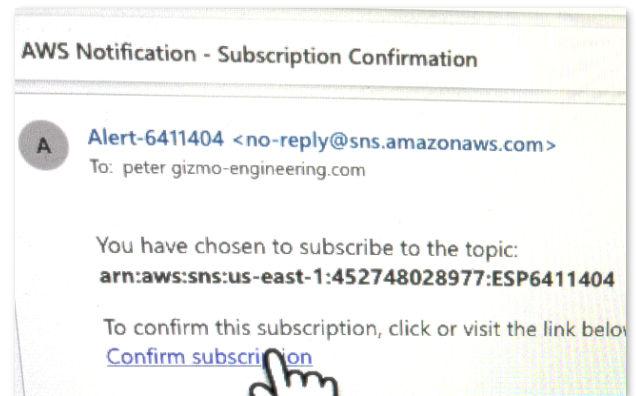 AWS Notification - Subscription Confirmation
A
Alert-6411404 <no-reply@sns.amazonaws.com>
To: peter gizmo-engineering.com
You have chosen to subscribe to the topic:
arn:aws:sns:us-east-1:452748028977:ESP6411404
To confirm this subscription, click or visit the link below
Confirm subscription